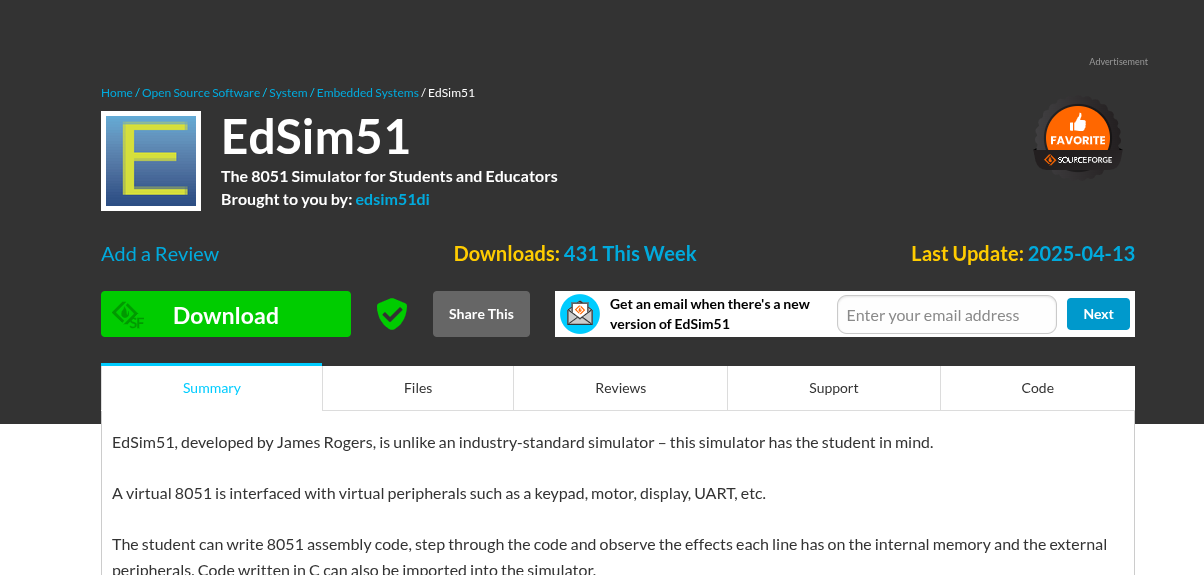 Advertisement
Home / Open Source Software / System / Embedded Systems / EdSim51
E
EdSim51
The 8051 Simulator for Students and Educators
Brought to you by: edsim51di
FAVORITE
SOURCEFORGE
Add a Review
Downloads: 431 This Week
Last Update: 2025-04-13
SF
Download
Share This
Get an email when there's a new
version of EdSim51
Enter your email address
Next
Summary
Files
Reviews
Support
Code
EdSim51, developed by James Rogers, is unlike an industry-standard simulator – this simulator has the student in mind.
A virtual 8051 is interfaced with virtual peripherals such as a keypad, motor, display, UART, etc.
The student can write 8051 assembly code, step through the code and observe the effects each line has on the internal memory and the external
peripherals. Code written in C can also be imported into the simulator.